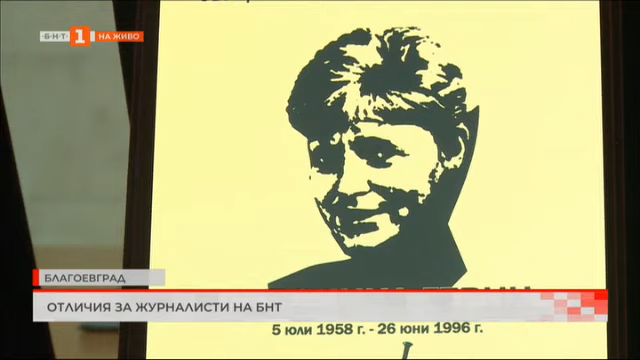 БНТ 1 НА ЖИВО
БЛАГОЕВГРАД
ОТЛИЧИЯ ЗА ЖУРНАЛИСТИ НА БНТ
5 юли 1958 г. - 26 юни 1996 г.